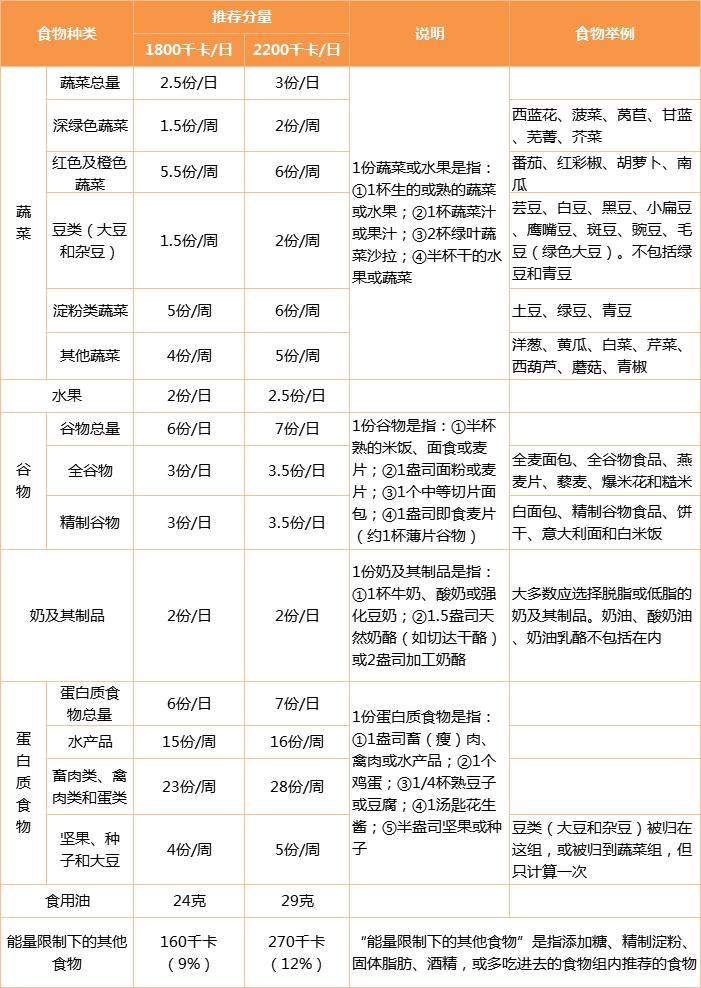 食物种类
推荐分量
说明
食物举例
1800千卡/日
2200千卡/日
蔬菜
蔬菜总量
2.5份/日
3份/日
1份蔬菜或水果是指：
①1杯生的或熟的蔬菜
或水果；②1杯蔬菜汁
或果汁；③2杯绿叶蔬
菜沙拉；④半杯干的水
果或蔬菜
深绿色蔬菜
1.5份/周
2份/周
西蓝花、菠菜、莴苣、甘蓝
、芜菁、芥菜
红色及橙色
蔬菜
5.5份/周
6份/周
番茄、红彩椒、胡萝卜、南
瓜
豆类（大豆
和杂豆）
1.5份/周
2份/周
芸豆、白豆、黑豆、小扁豆
、鹰嘴豆、斑豆、豌豆、毛
豆（绿色大豆）。不包括绿
豆和青豆
淀粉类蔬菜
5份/周
6份/周
土豆、绿豆、青豆
其他蔬菜
4份/周
5份/周
洋葱、黄瓜、白菜、芹菜、
西葫芦、蘑菇、青椒
水果
2份/日
2.5份/日
谷物
谷物总量
6份/日
7份/日
1份谷物是指：①半杯
熟的米饭、面食或麦
片；②1盎司面粉或麦
片；③1个中等切片面
包；④1盎司即食麦片
（约1杯薄片谷物）
全谷物
3份/日
3.5份/日
全麦面包、全谷物食品、燕
麦片、藜麦、爆米花和糙米
精制谷物
3份/日
3.5份/日
白面包、精制谷物食品、饼
干、意大利面和白米饭
奶及其制品
2份/日
2份/日
1份奶及其制品是指：
①1杯牛奶、酸奶或强
化豆奶；②1.5盎司天
然奶酪（如切达干酪）
或2盎司加工奶酪
大多数应选择脱脂或低脂的
奶及其制品。奶油、酸奶油
、奶油乳酪不包括在内
蛋白质食物
蛋白质食
物总量
6份/日
7份/日
1份蛋白质食物是指：
①1盎司畜（瘦）肉、
禽肉或水产品；②1个
鸡蛋；③1/4杯熟豆子
或豆腐；④1汤匙花生
酱；⑤半盎司坚果或种
子
水产品
15份/周
16份/周
畜肉类、禽
肉类和蛋类
23份/周
28份/周
坚果、种
子和大豆
4份/周
5份/周
豆类（大豆和杂豆）被归在
这组，或被归到蔬菜组，但
只计算一次
食用油
24克
29克
能量限制下的其他
食物
160千卡
（9%）
270千卡
（12%）
“能量限制下的其他食物”是指添加糖、精制淀粉、
固体脂肪、酒精，或多吃进去的食物组内推荐的食物